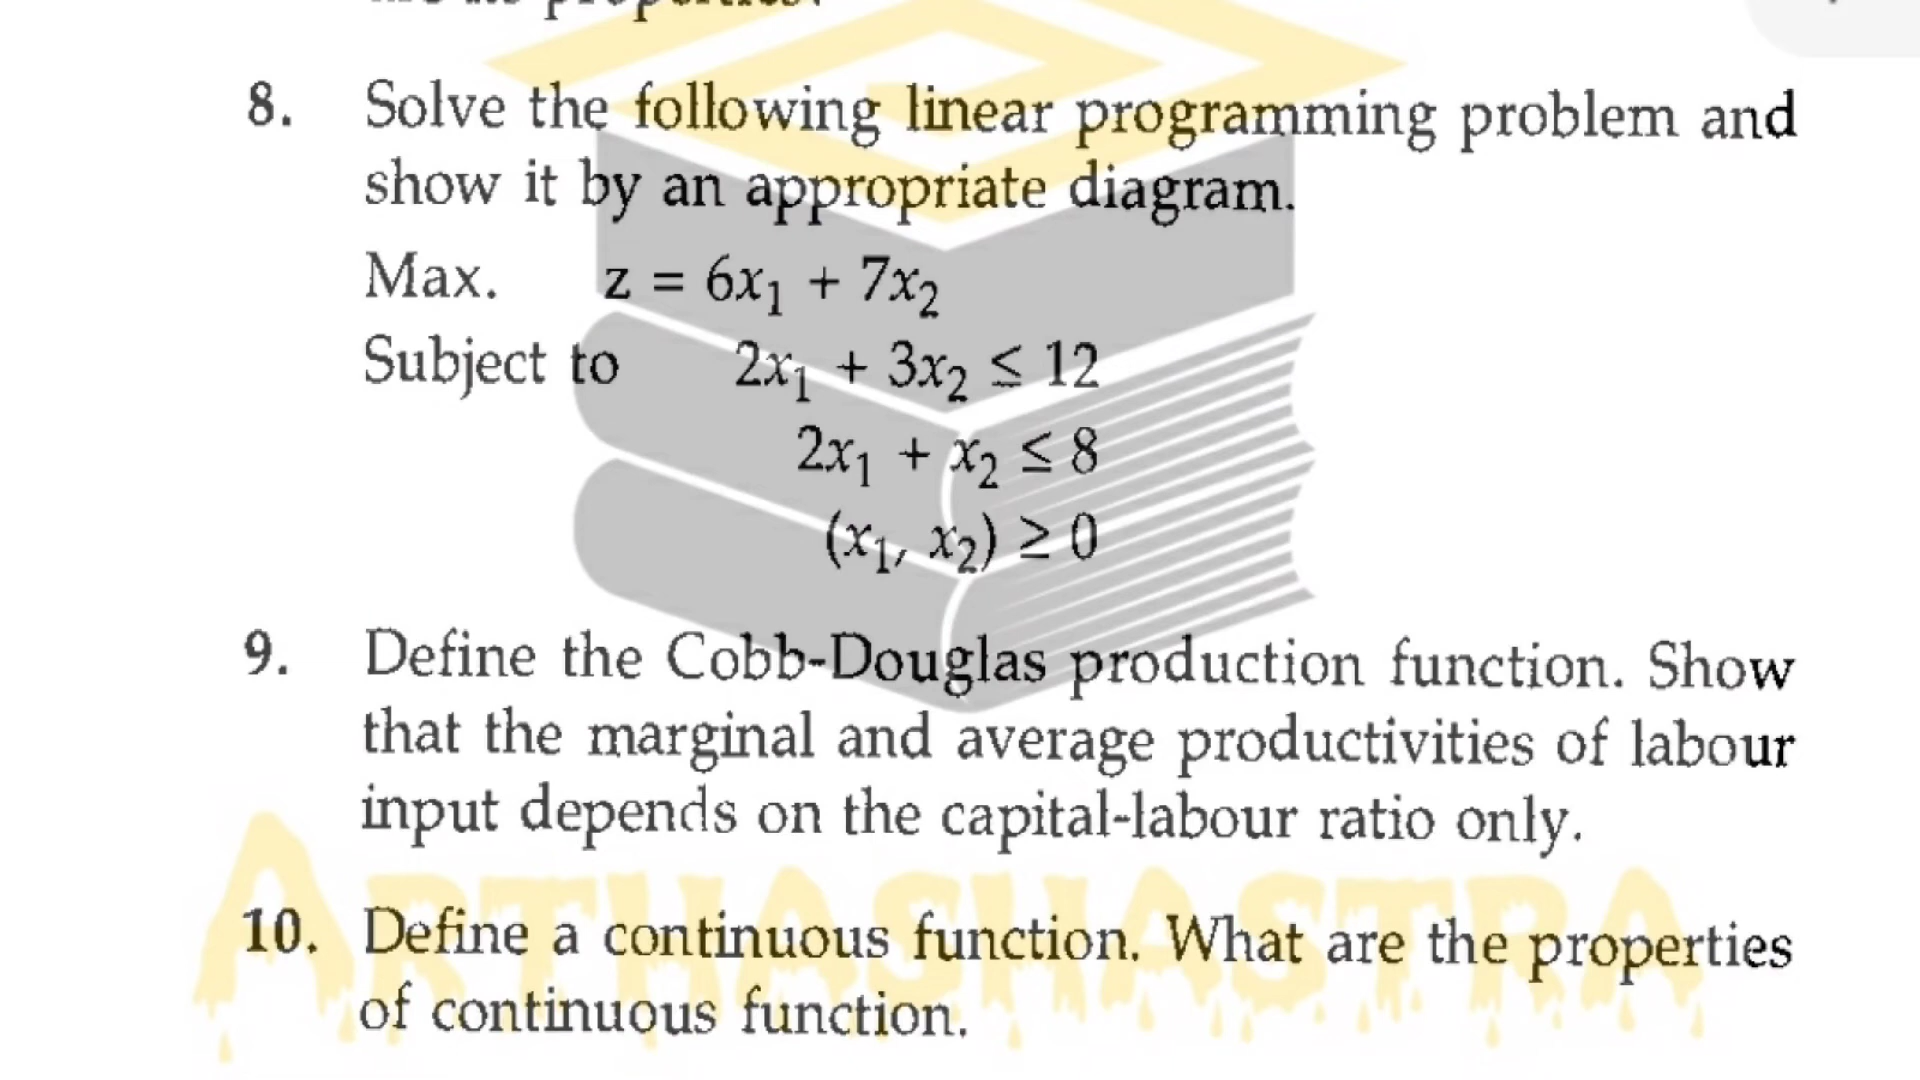 8. Solve the following linear programming problem and
show it by an appropriate diagram.
Max. z = 6x₁ + 7x₂
Subject to 2x₁ + 3x₂ ≤ 12
2x₁ + x₂ ≤ 8
(x₁, x₂) ≥ 0
9. Define the Cobb-Douglas production function. Show
that the marginal and average productivities of labour
input depends on the capital-labour ratio only.
ARTHASHASTRA
10. Define a continuous function. What are the properties
of continuous function.